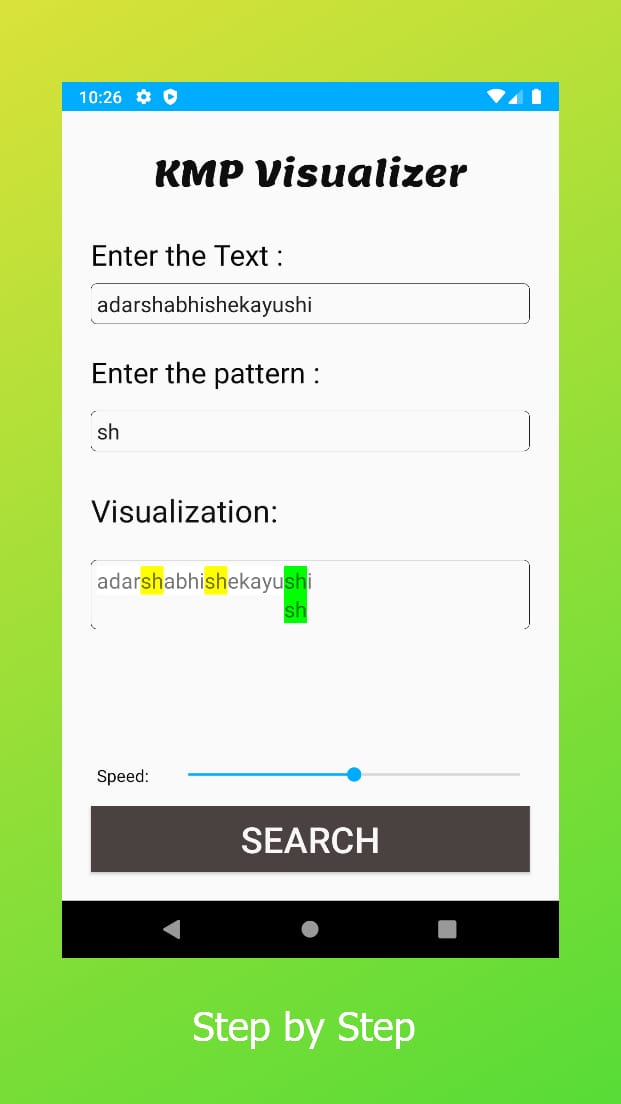 10:26
KMP Visualizer
Enter the Text :
adarshabhishekayushi
Enter the pattern :
sh
Visualization:
adarshabhishekayushi
sh
Speed:
SEARCH
Step by Step